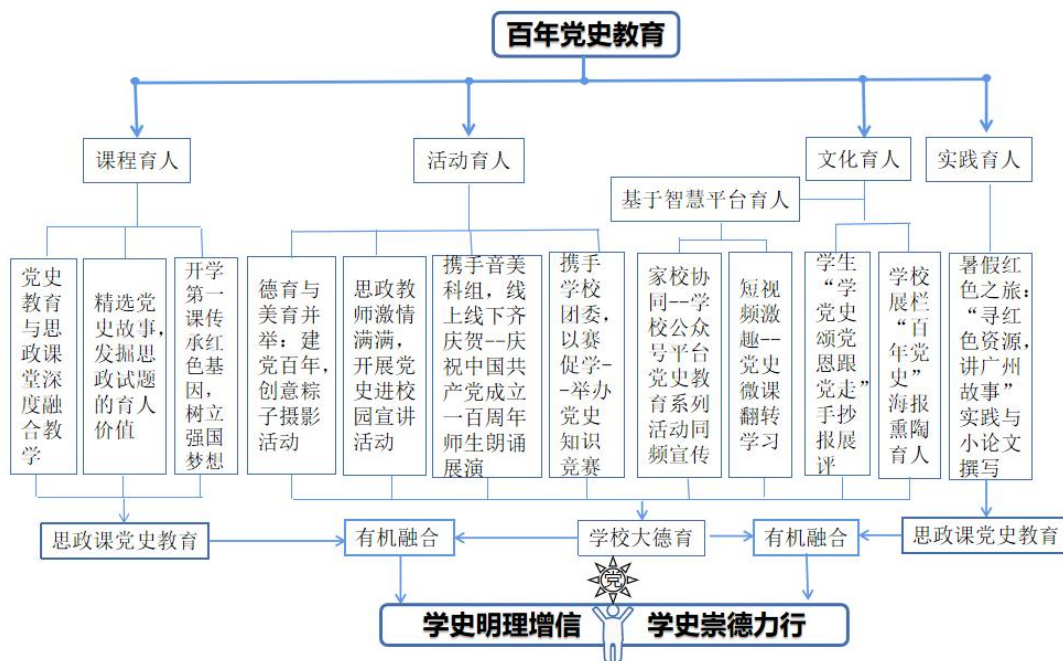 百年党史教育
课程育人
活动育人
文化育人
实践育人
基于智慧平台育人
党史
教育
与思
政课
堂深
度融
合教
学
精选党
史故事，
发掘思
政试题
的育人
价值
开学
第一
课传
承红
色基
因，
树立
强国
梦想
德育与
美育并
举：建
党百年，
创意粽
子摄影
活动
思政教
师激情
满满，
开展党
史进校
园宣讲
活动
携手音美
科组，线
上线下齐
庆贺--庆
祝中国共
产党成立
一百周年
师生朗诵
展演
携手
学校
团委，
以赛
促学-
-举办
党史
知识
竞赛
家校协
同--学
校公众
号平台
党史教
育系列
活动同
频宣传
短视
频激
趣--
党史
微课
翻转
学习
学生
“学
党史
颂党
恩跟
党走”
手抄
报展
评
学校
展栏
“百
年党
史”
海报
熏陶
育人
暑假红
色之旅：
“寻红
色资源，
讲广州
故事”
实践与
小论文
撰写
思政课党史教育
有机融合
学校大德育
有机融合
思政课党史教育
党
学史明理增信
学史崇德力行